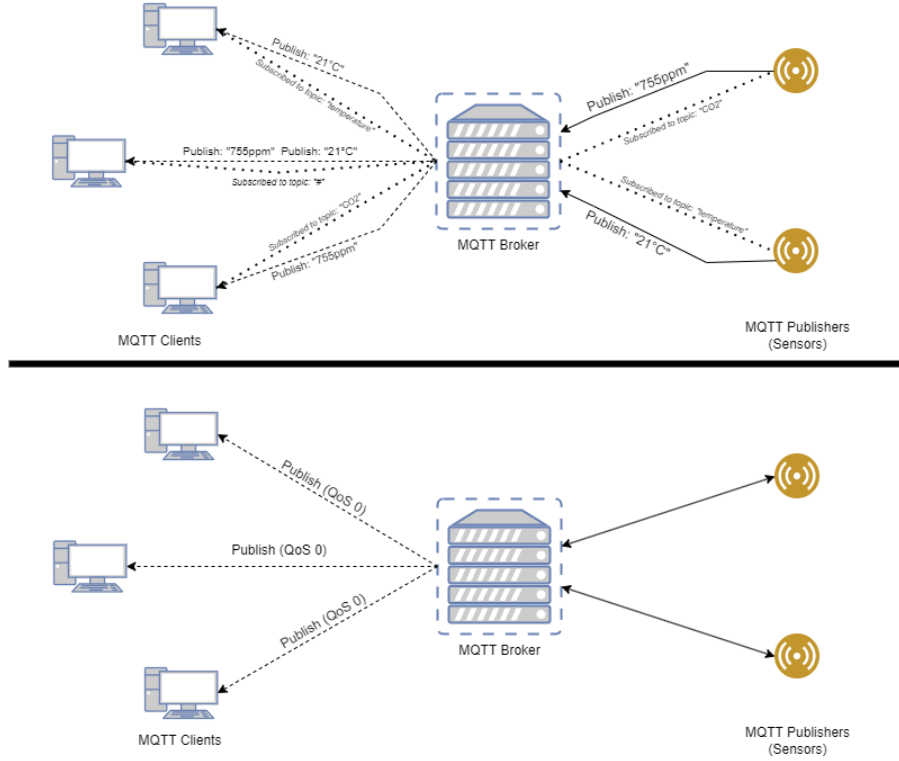 Publish: "21°C"
Subscribed to topic: "temperature"
Publish: "755ppm"
Subscribed to topic: "CO2"
Publish: "755ppm" Publish: "21°C"
Subscribed to topic: "#"
Subscribed to topic: "temperature"
Subscribed to topic: "CO2"
Publish: "755ppm"
Publish: "21°C"
MQTT Broker
MQTT Clients
MQTT Publishers
(Sensors)
Publish (QoS 0)
Publish (QoS 0)
Publish (QoS 0)
MQTT Broker
MQTT Clients
MQTT Publishers
(Sensors)